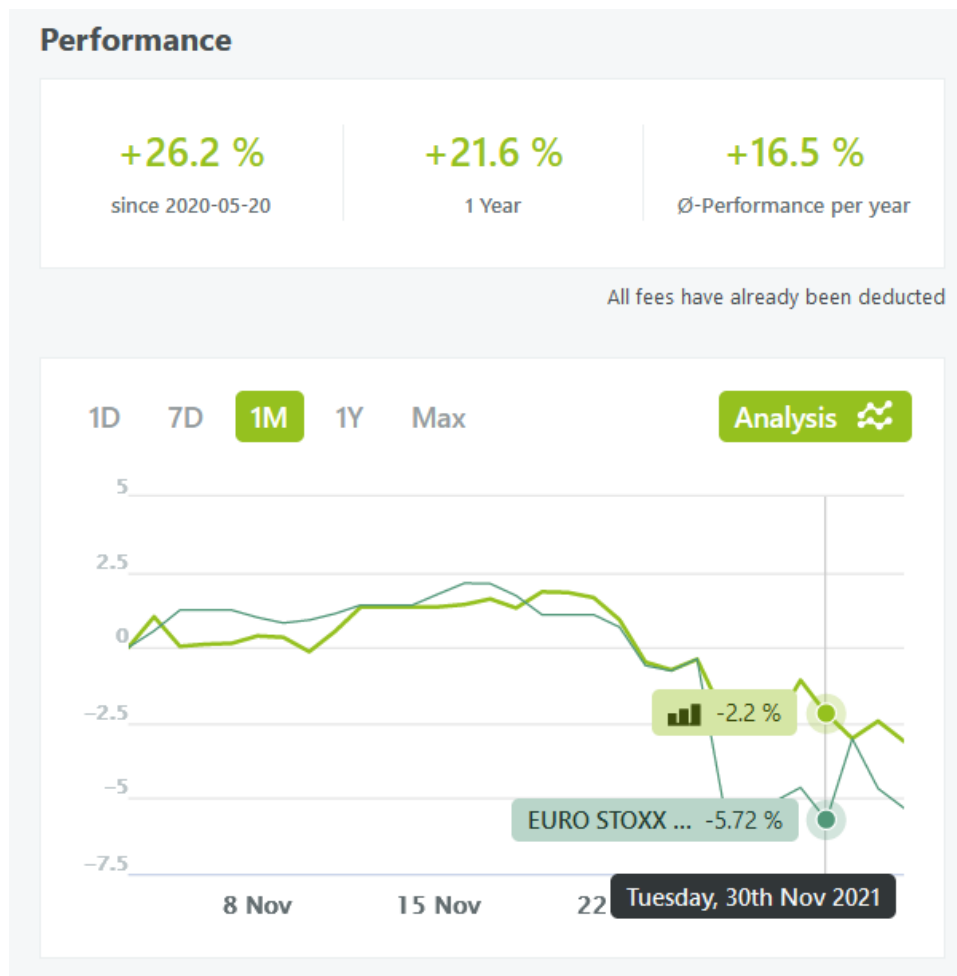 Performance
+26.2 % +21.6 % +16.5 %
since 2020-05-20 1 Year Ø-Performance per year
All fees have already been deducted
1D 7D 1M 1Y Max Analysis
5
2.5
0
−2.5
-2.2 %
−5
EURO STOXX ... -5.72 %
−7.5
8 Nov 15 Nov 22 Tuesday, 30th Nov 2021